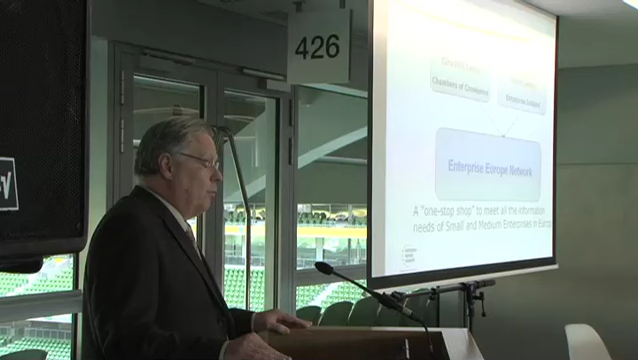 426
Chambers of Commerce
Enterprise Ireland
Enterprise Europe Network
A "one-stop shop" to meet all the information
needs of Small and Medium Enterprises in Europe